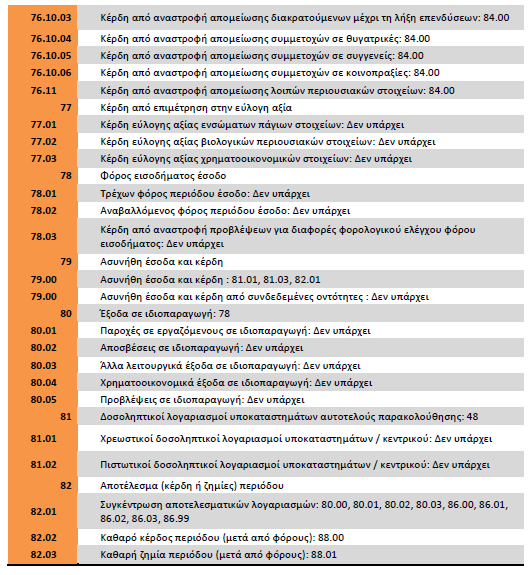 76.10.03 Κέρδη από αναστροφή απομείωσης διακρατούμενων μέχρι τη λήξη επενδύσεων: 84.00
76.10.04 Κέρδη από αναστροφή απομείωσης συμμετοχών σε θυγατρικές: 84.00
76.10.05 Κέρδη από αναστροφή απομείωσης συμμετοχών σε συγγενείς: 84.00
76.10.06 Κέρδη από αναστροφή απομείωσης συμμετοχών σε κοινοπραξίες: 84.00
76.11 Κέρδη από αναστροφή απομείωσης λοιπών περιουσιακών στοιχείων: 84.00
77 Κέρδη από επιμέτρηση στην εύλογη αξία
77.01 Κέρδη εύλογης αξίας ενσώματων πάγιων στοιχείων: Δεν υπάρχει
77.02 Κέρδη εύλογης αξίας βιολογικών περιουσιακών στοιχείων: Δεν υπάρχει
77.03 Κέρδη εύλογης αξίας χρηματοοικονομικών στοιχείων: Δεν υπάρχει
78 Φόρος εισοδήματος έσοδο
78.01 Τρέχων φόρος περιόδου έσοδο: Δεν υπάρχει
78.02 Αναβαλλόμενος φόρος περιόδου έσοδο: Δεν υπάρχει
78.03 Κέρδη από αναστροφή προβλέψεων για διαφορές φορολογικού ελέγχου φόρου
εισοδήματος: Δεν υπάρχει
79 Ασυνήθη έσοδα και κέρδη
79.00 Ασυνήθη έσοδα και κέρδη : 81.01, 81.03, 82.01
79.00 Ασυνήθη έσοδα και κέρδη από συνδεδεμένες οντότητες : Δεν υπάρχει
80 Έξοδα σε ιδιοπαραγωγή: 78
80.01 Παροχές σε εργαζόμενους σε ιδιοπαραγωγή: Δεν υπάρχει
80.02 Αποσβέσεις σε ιδιοπαραγωγή: Δεν υπάρχει
80.03 Άλλα λειτουργικά έξοδα σε ιδιοπαραγωγή: Δεν υπάρχει
80.04 Χρηματοοικονομικά έξοδα σε ιδιοπαραγωγή: Δεν υπάρχει
80.05 Προβλέψεις σε ιδιοπαραγωγή: Δεν υπάρχει
81 Δοσοληπτικοί λογαριασμοί υποκαταστημάτων αυτοτελούς παρακολούθησης: 48
81.01 Χρεωστικοί δοσοληπτικοί λογαριασμοί υποκαταστημάτων / κεντρικού: Δεν υπάρχει
81.02 Πιστωτικοί δοσοληπτικοί λογαριασμοί υποκαταστημάτων / κεντρικού: Δεν υπάρχει
82 Αποτέλεσμα (κέρδη ή ζημίες) περιόδου
82.01 Συγκέντρωση αποτελεσματικών λογαριασμών: 80.00, 80.01, 80.02, 80.03, 86.00, 86.01,
86.02, 86.03, 86.99
82.02 Καθαρό κέρδος περιόδου (μετά από φόρους): 88.00
82.03 Καθαρή ζημία περιόδου (μετά από φόρους): 88.01